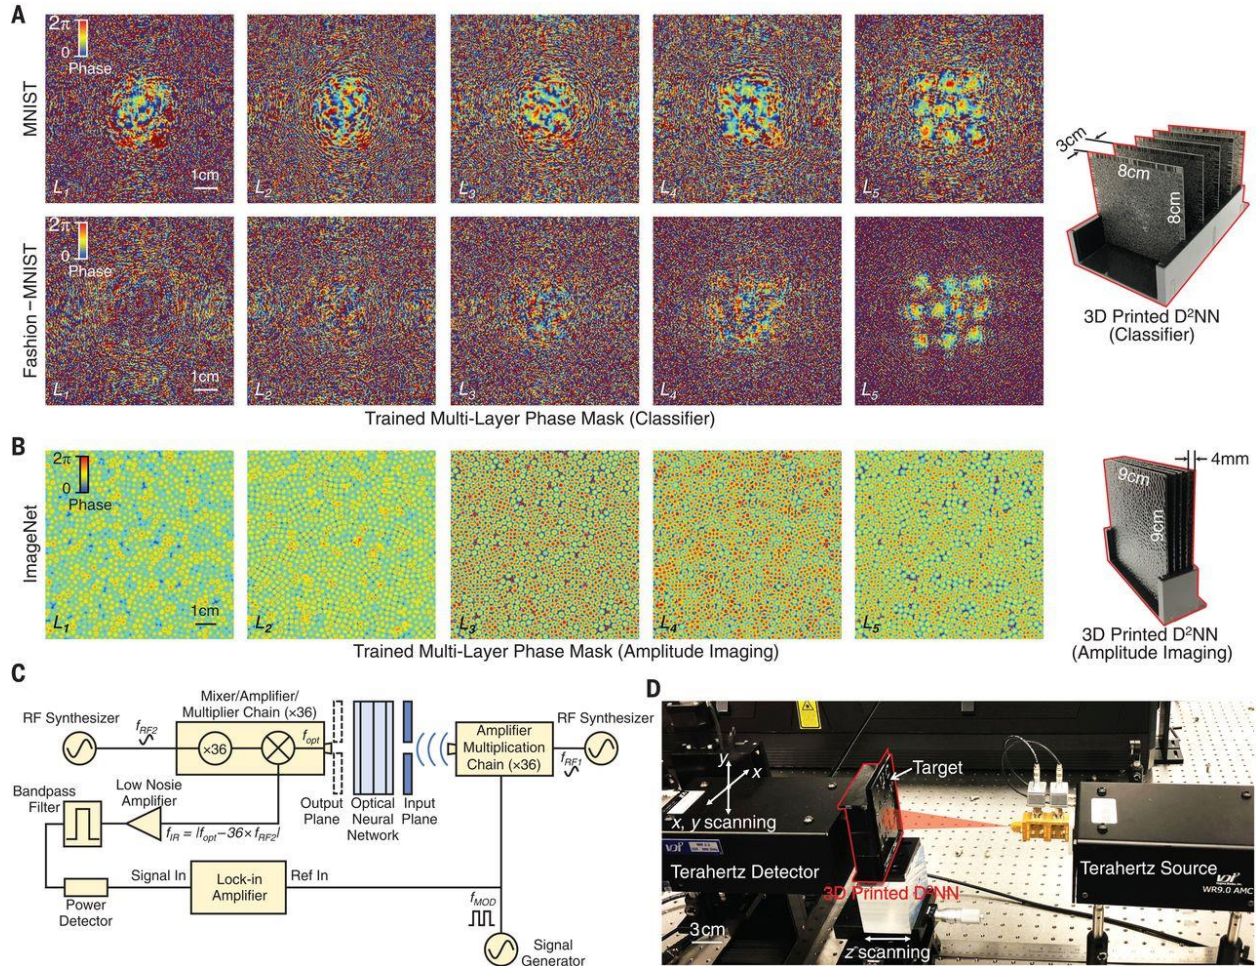 A
2π
0
Phase
MNIST
L1
1cm
L2
L3
L4
L5
2π
0
Phase
Fashion-MNIST
L1
1cm
L2
L3
L4
L5
Trained Multi-Layer Phase Mask (Classifier)
3cm
8cm
8cm
3D Printed D²NN
(Classifier)
B
2π
0
Phase
ImageNet
L1
1cm
L2
L3
L4
L5
Trained Multi-Layer Phase Mask (Amplitude Imaging)
4mm
9cm
9cm
3D Printed D²NN
(Amplitude Imaging)
C
Mixer/Amplifier/
Multiplier Chain (×36)
RF Synthesizer
fRF2
×36
fopt
Amplifier
Multiplication
Chain (×36)
RF Synthesizer
fRF1
Output
Plane
Optical
Neural
Network
Input
Plane
Bandpass
Filter
Low Nosie
Amplifier
fIR = |fopt−36×fRF2|
Signal In
Lock-in
Amplifier
Ref In
Power
Detector
fMOD
Signal
Generator
D
y
x
x, y scanning
Target
Terahertz Detector
3D Printed D²NN
Terahertz Source
VDI
WR9.0 AMC
3cm
z scanning